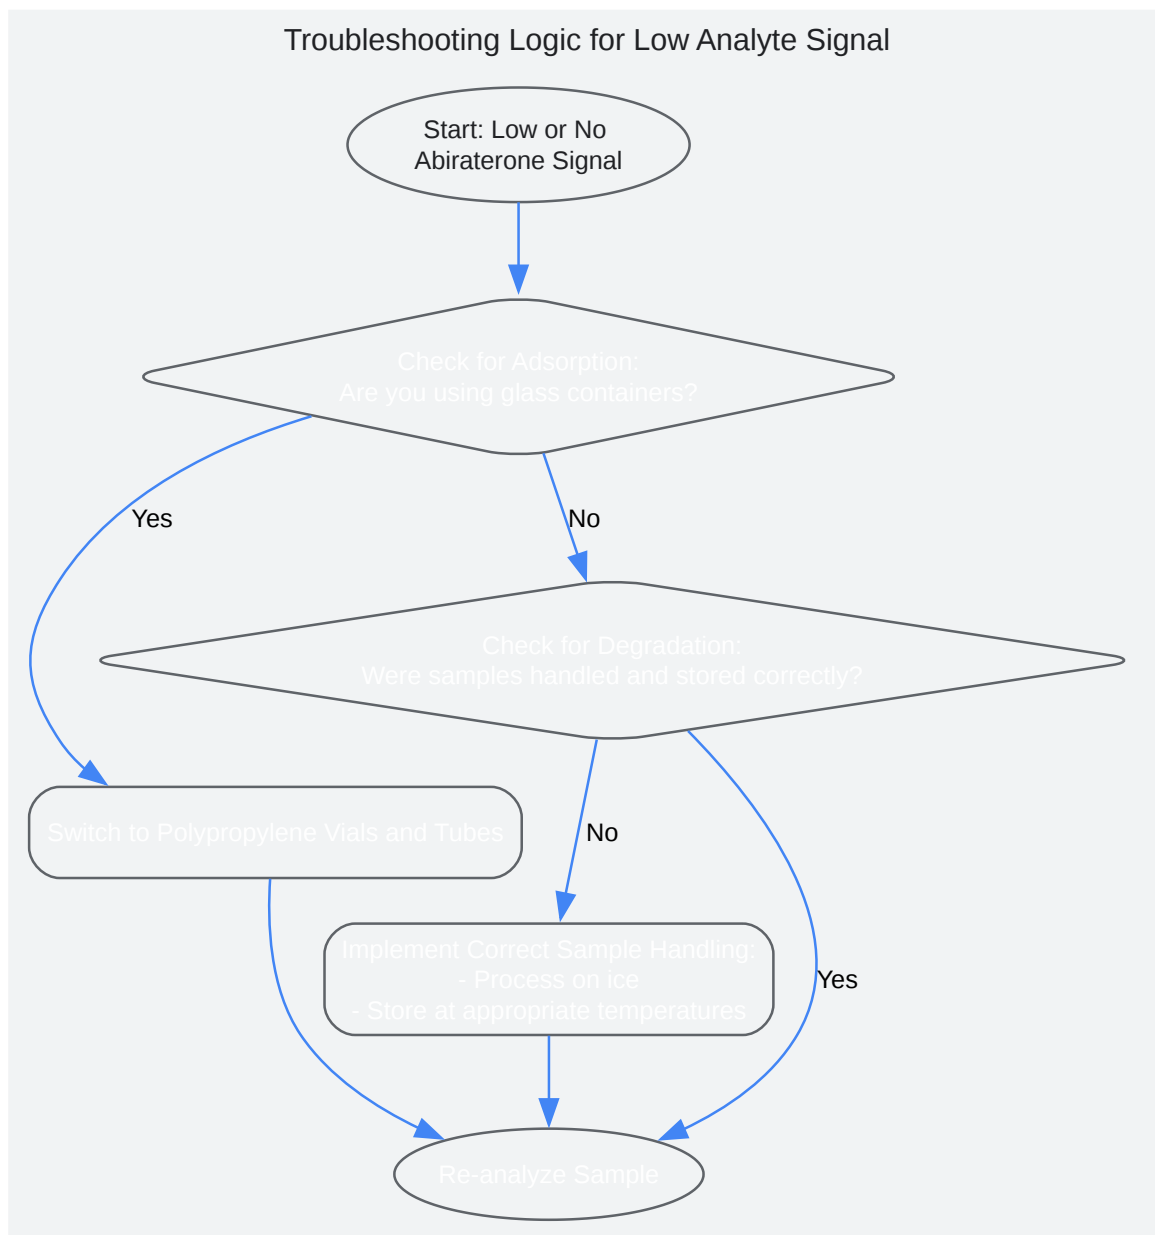 Troubleshooting Logic for Low Analyte Signal
Start: Low or No
Abiraterone Signal
Check for Adsorption:
Are you using glass containers?
Yes
No
Check for Degradation:
Were samples handled and stored correctly?
Switch to Polypropylene Vials and Tubes
No
Implement Correct Sample Handling:
- Process on ice
- Store at appropriate temperatures
Yes
Re-analyze Sample